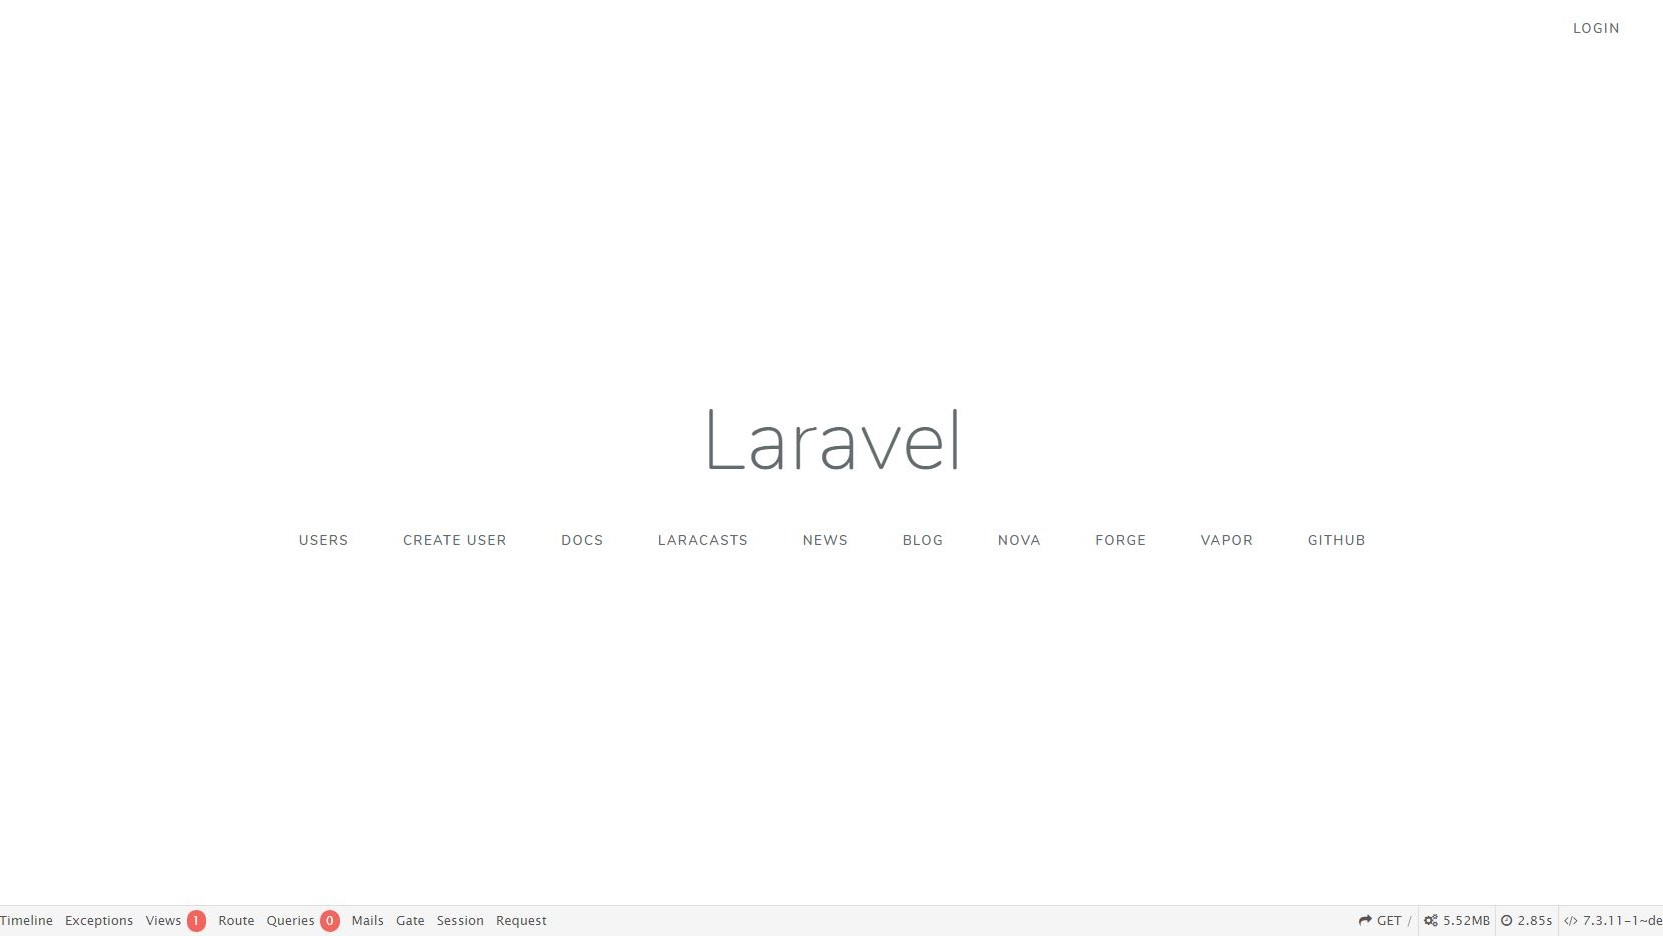 LOGIN
Laravel
USERS CREATE USER DOCS LARACASTS NEWS BLOG NOVA FORGE VAPOR GITHUB
Timeline Exceptions Views 1 Route Queries 0 Mails Gate Session Request GET / 5.52MB 2.85s </> 7.3.11-1~de